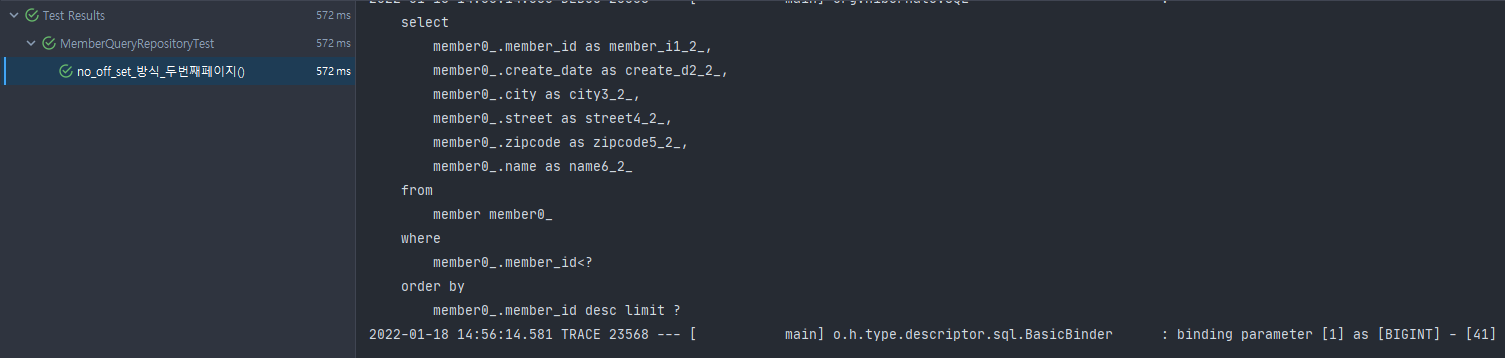 Test Results 572 ms
MemberQueryRepositoryTest 572 ms
no_off_set_방식_두번째페이지() 572 ms
select
member0_.member_id as member_i1_2_,
member0_.create_date as create_d2_2_,
member0_.city as city3_2_,
member0_.street as street4_2_,
member0_.zipcode as zipcode5_2_,
member0_.name as name6_2_
from
member member0_
where
member0_.member_id<?
order by
member0_.member_id desc limit ?
2022-01-18 14:56:14.581 TRACE 23568 --- [ main] o.h.type.descriptor.sql.BasicBinder : binding parameter [1] as [BIGINT] - [41]